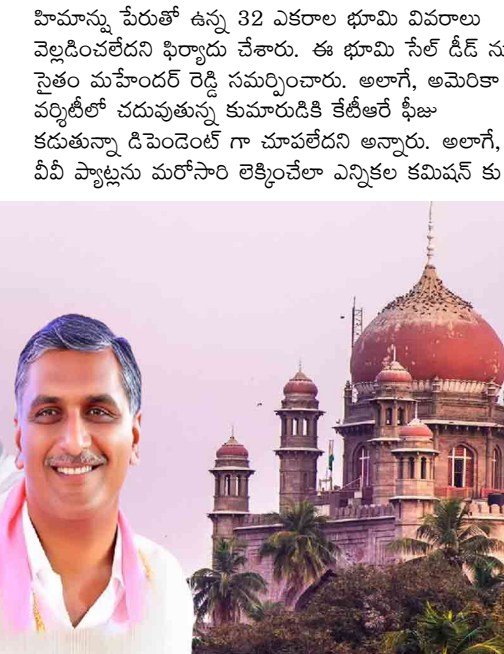 హిమాన్షు పేరుతో ఉన్న 32 ఎకరాల భూమి వివరాలు
వెల్లడించలేదని ఫిర్యాదు చేశారు. ఈ భూమి సేల్ డీడ్ ను
సైతం మహేందర్ రెడ్డి సమర్పించారు. అలాగే, అమెరికా
వర్శిటీలో చదువుతున్న కుమారుడికి కేటీఆరే ఫీజు
కడుతున్నా డిపెండెంట్ గా చూపలేదని అన్నారు. అలాగే,
వీవీ ప్యాట్లను మరోసారి లెక్కించేలా ఎన్నికల కమిషన్ కు